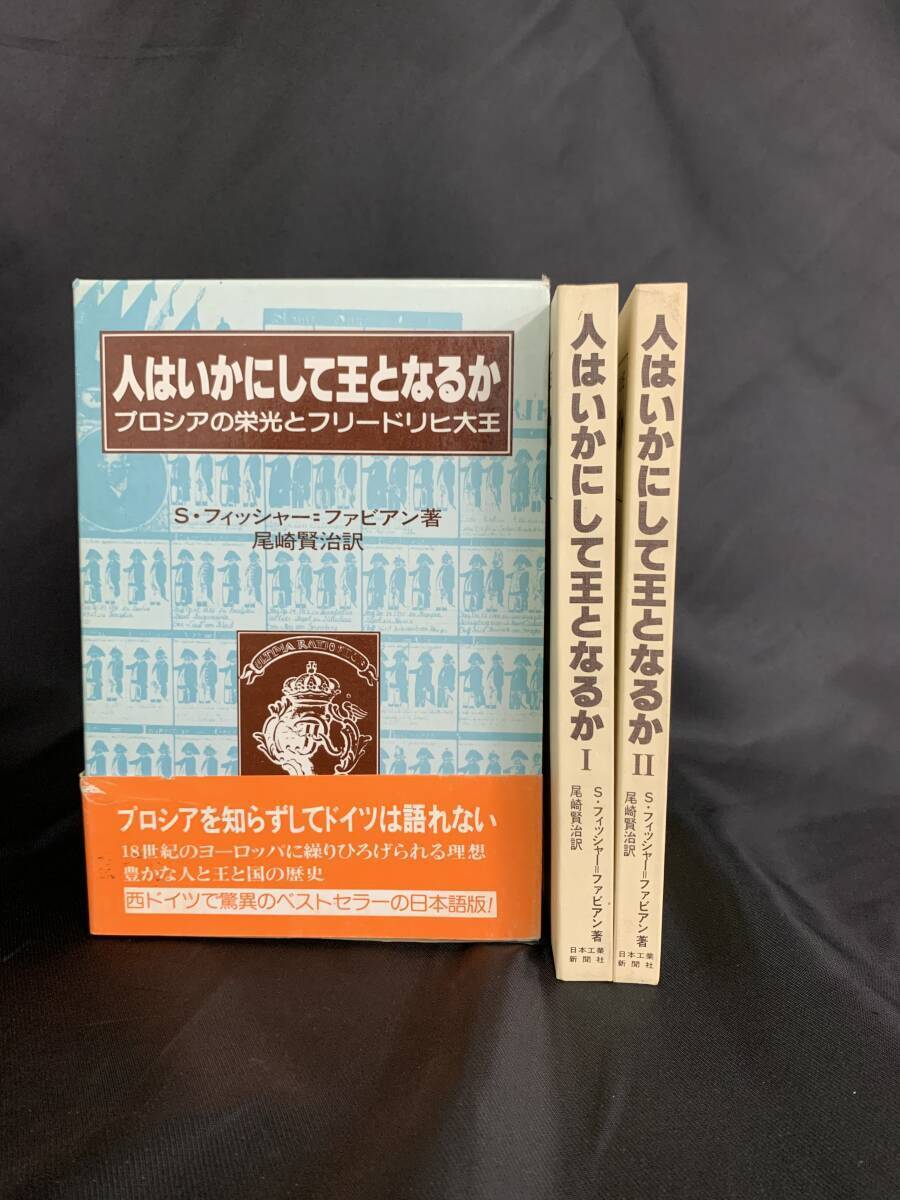 人はいかにして王となるか
プロシアの栄光とフリードリヒ大王
S・フィッシャー=ファビアン著
尾崎賢治訳
ULTIMA RATIO
プロシアを知らずしてドイツは語れない
18世紀のヨーロッパに繰りひろげられる理想
豊かな人と王と国の歴史
西ドイツで驚異のベストセラーの日本語版!
人はいかにして王となるか I
S・フィッシャー=ファビアン著
尾崎賢治訳
日本工業
新聞社
人はいかにして王となるか II
S・フィッシャー=ファビアン著
尾崎賢治訳
日本工業
新聞社